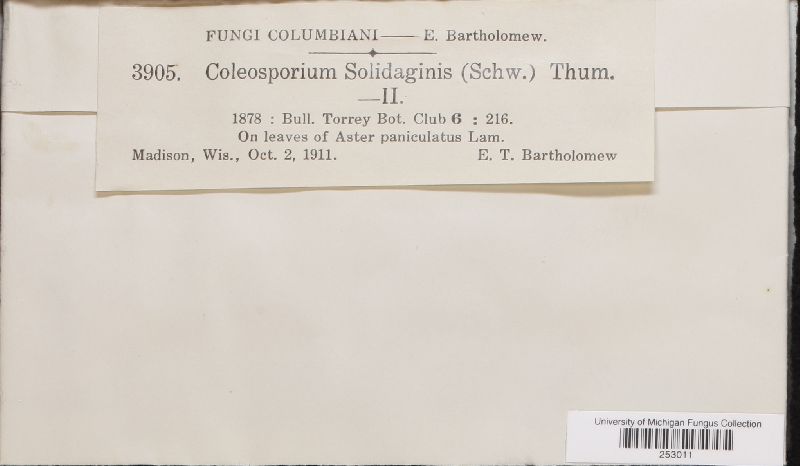 FUNGI COLUMBIANI—— E. Bartholomew.
3905. Coleosporium Solidaginis (Schw.) Thum.
—II.
1878 : Bull. Torrey Bot. Club 6 : 216.
On leaves of Aster paniculatus Lam.
Madison, Wis., Oct. 2, 1911. E. T. Bartholomew
University of Michigan Fungus Collection
253011